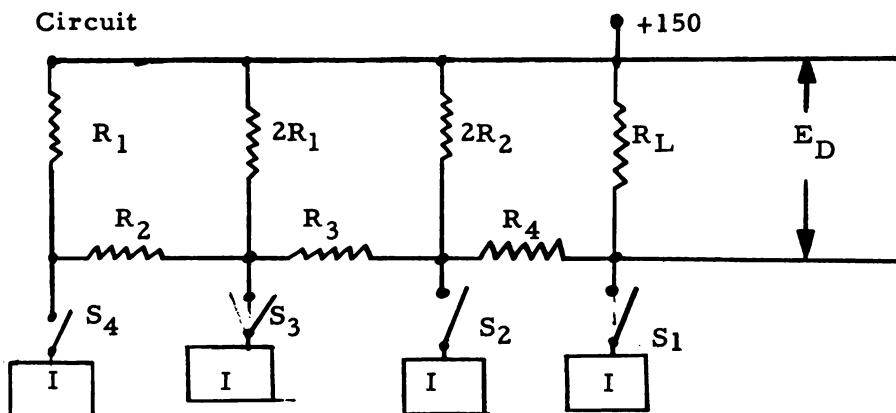 Circuit
+150
R1 2R1 2R2 RL ED
R2 R3 R4
S4 S3 S2 S1
I I I I